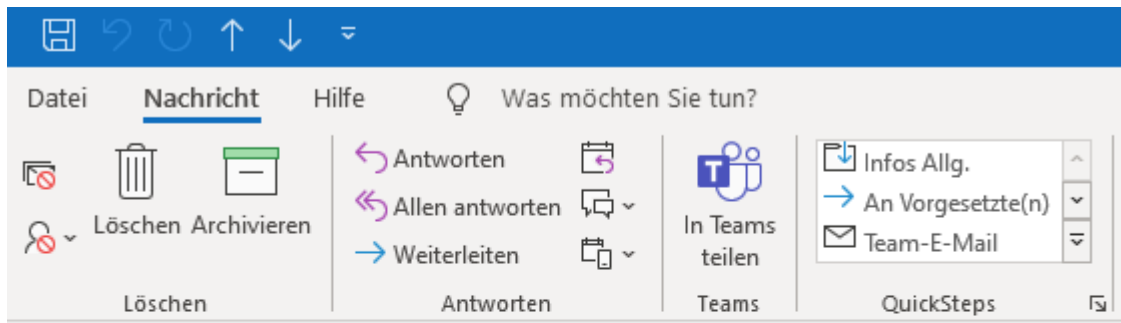 Datei Nachricht Hilfe Was möchten Sie tun?
Löschen Archivieren
Löschen
Antworten
Allen antworten
Weiterleiten
Antworten
T
In Teams
teilen
Teams
Infos Allg.
An Vorgesetzte(n)
Team-E-Mail
QuickSteps